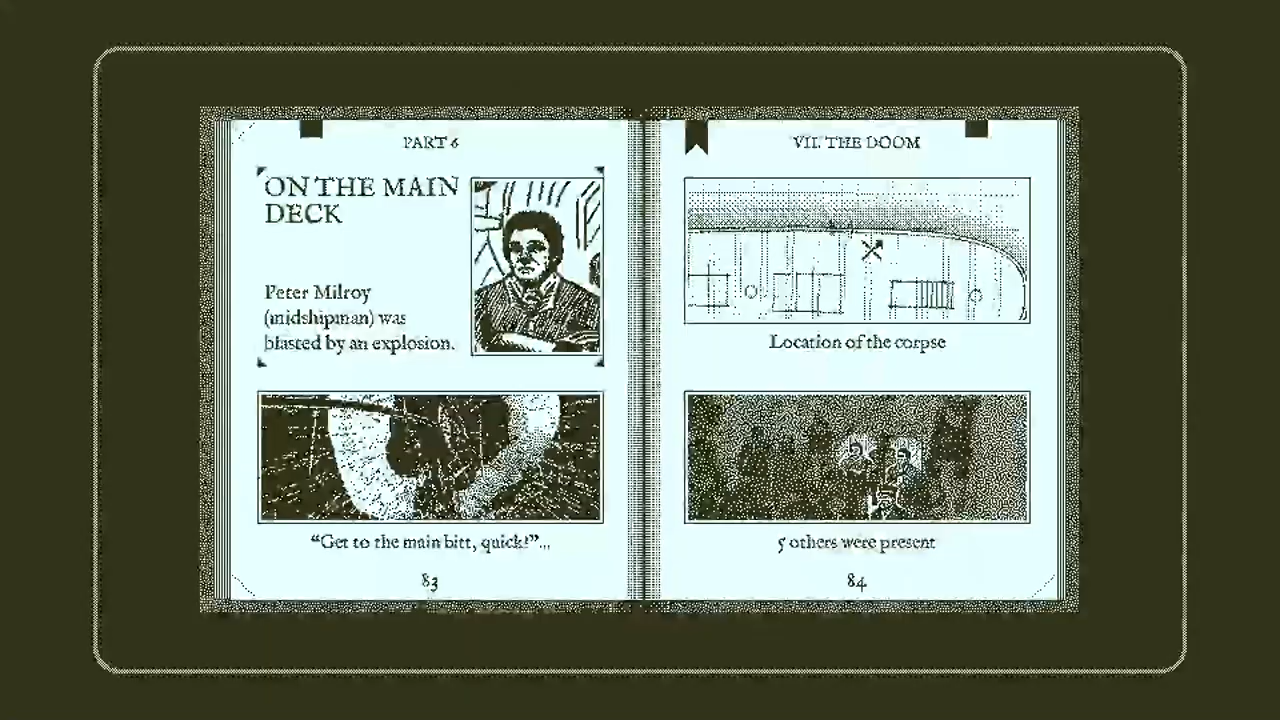 PART 6
ON THE MAIN
DECK
Peter Milroy
(midshipman) was
blasted by an explosion.
“Get to the main bitt, quick!”...
83
VII. THE DOOM
Location of the corpse
5 others were present
84